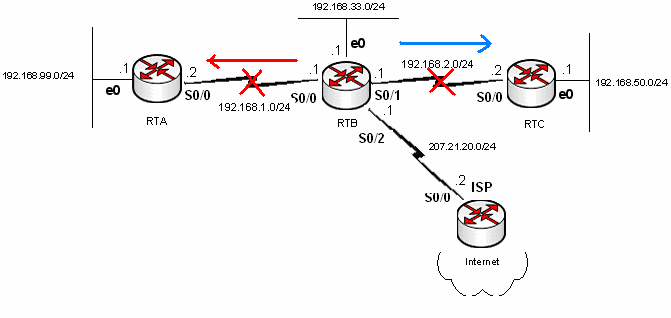 192.168.33.0/24
e0
.1
192.168.99.0/24
.1
e0
.2
S0/0
RTA
192.168.1.0/24
.1
S0/0
RTB
.1
S0/1
192.168.2.0/24
.2
S0/0
RTC
.1
e0
192.168.50.0/24
.1
S0/2
207.21.20.0/24
.2
ISP
S0/0
Internet